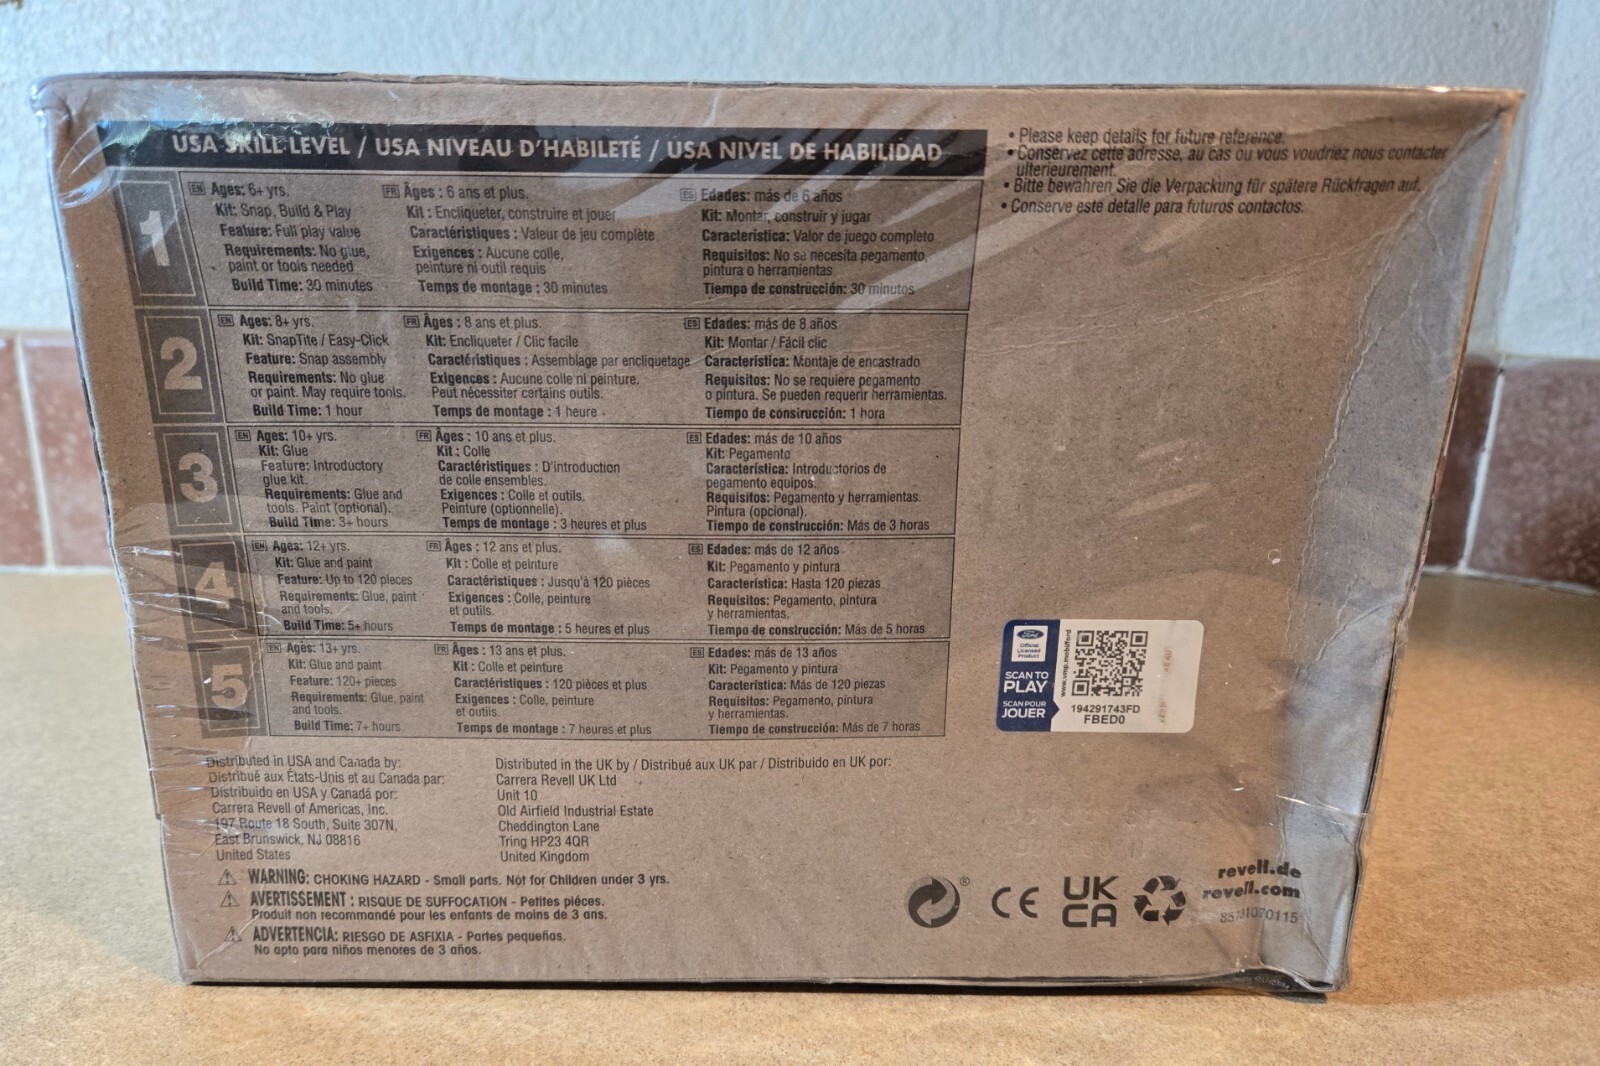 USA SKILL LEVEL / USA NIVEAU D'HABILETÉ / USA NIVEL DE HABILIDAD
1
EN Ages: 6+ yrs.
Kit: Snap, Build & Play
Feature: Full play value
Requirements: No glue,
paint or tools needed
Build Time: 30 minutes
FR Âges : 6 ans et plus.
Kit : Encliqueter, construire et jouer
Caractéristiques : Valeur de jeu complète
Exigences : Aucune colle,
peinture ni outil requis
Temps de montage : 30 minutes
ES Edades: más de 6 años
Kit: Montar, construir y jugar
Característica: Valor de juego completo
Requisitos: No se necesita pegamento,
pintura o herramientas
Tiempo de construcción: 30 minutos
2
EN Ages: 8+ yrs.
Kit: SnapTite / Easy-Click
Feature: Snap assembly
Requirements: No glue
or paint. May require tools.
Build Time: 1 hour
FR Âges : 8 ans et plus.
Kit: Encliqueter / Clic facile
Caractéristiques : Assemblage par encliquetage
Exigences : Aucune colle ni peinture.
Peut nécessiter certains outils.
Temps de montage : 1 heure.
ES Edades: más de 8 años
Kit: Montar / Fácil clic
Característica: Montaje de encastrado
Requisitos: No se requiere pegamento
o pintura. Se pueden requerir herramientas.
Tiempo de construcción: 1 hora
3
EN Ages: 10+ yrs.
Kit: Glue
Feature: Introductory
glue kit.
Requirements: Glue and
tools. Paint (optional).
Build Time: 3+ hours
FR Âges : 10 ans et plus.
Kit : Colle
Caractéristiques : D'introduction
de colle ensembles.
Exigences : Colle et outils.
Peinture (optionnelle).
Temps de montage : 3 heures et plus
ES Edades: más de 10 años
Kit: Pegamento
Característica: Introductorios de
pegamento equipos.
Requisitos: Pegamento y herramientas.
Pintura (opcional).
Tiempo de construcción: Más de 3 horas
4
EN Ages: 12+ yrs.
Kit: Glue and paint
Feature: Up to 120 pieces
Requirements: Glue, paint
and tools.
Build Time: 5+ hours
FR Âges : 12 ans et plus.
Kit : Colle et peinture
Caractéristiques : Jusqu'à 120 pièces
Exigences : Colle, peinture
et outils.
Temps de montage : 5 heures et plus
ES Edades: más de 12 años
Kit: Pegamento y pintura
Característica: Hasta 120 piezas
Requisitos: Pegamento, pintura
y herramientas.
Tiempo de construcción: Más de 5 horas
5
EN Ages: 13+ yrs.
Kit: Glue and paint
Feature: 120+ pieces
Requirements: Glue, paint
and tools.
Build Time: 7+ hours
FR Âges : 13 ans et plus.
Kit : Colle et peinture
Caractéristiques : 120 pièces et plus
Exigences : Colle, peinture
et outils.
Temps de montage : 7 heures et plus
ES Edades: más de 13 años
Kit: Pegamento y pintura
Característica: Más de 120 piezas
Requisitos: Pegamento, pintura
y herramientas.
Tiempo de construcción: Más de 7 horas
• Please keep details for future reference.
• Conservez cette adresse, au cas ou vous voudriez nous contacter
ulterieurement.
• Bitte bewahren Sie die Verpackung für spätere Rückfragen auf.
• Conserve este detalle para futuros contactos.
Ford
Official
Licensed
Product
SCAN TO
PLAY
SCAN POUR
JOUER
194291743FD
FBED0
Distributed in USA and Canada by:
Distribué aux États-Unis et au Canada par:
Distribuido en USA y Canadá por:
Carrera Revell of Americas, Inc.
197 Route 18 South, Suite 307N,
East Brunswick, NJ 08816
United States
Distributed in the UK by / Distribué aux UK par / Distribuido en UK por:
Carrera Revell UK Ltd
Unit 10
Old Airfield Industrial Estate
Cheddington Lane
Tring HP23 4QR
United Kingdom
WARNING: CHOKING HAZARD - Small parts. Not for Children under 3 yrs.
AVERTISSEMENT : RISQUE DE SUFFOCATION - Petites piéces.
Produit non recommandé pour les enfants de moins de 3 ans.
ADVERTENCIA: RIESGO DE ASFIXIA - Partes pequeñas.
No apto para niños menores de 3 años.
® CE UK
CA
revell.de
revell.com